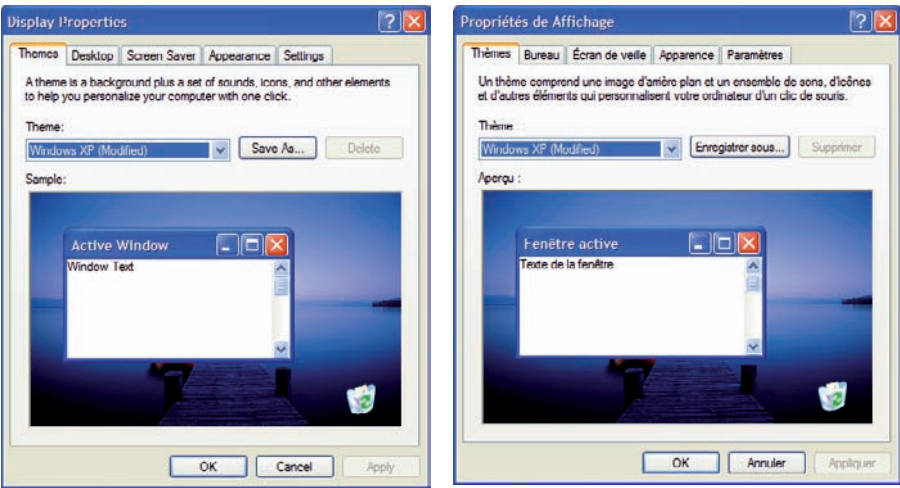 Display Properties
Themes Desktop Screen Saver Appearance Settings
A theme is a background plus a set of sounds, icons, and other elements
to help you personalize your computer with one click.
Theme:
Windows XP (Modified) Save As... Delete
Sample:
Active Window
Window Text
OK Cancel Apply
Propriétés de Affichage
Thèmes Bureau Écran de veille Apparence Paramètres
Un thème comprend une image d'arrière plan et un ensemble de sons, d'icônes
et d'autres éléments qui personnalisent votre ordinateur d'un clic de souris.
Thème
Windows XP (Modified) Enregistrer sous... Supprimer
Aperçu :
Fenêtre active
Texte de la fenêtre
OK Annuler Appliquer